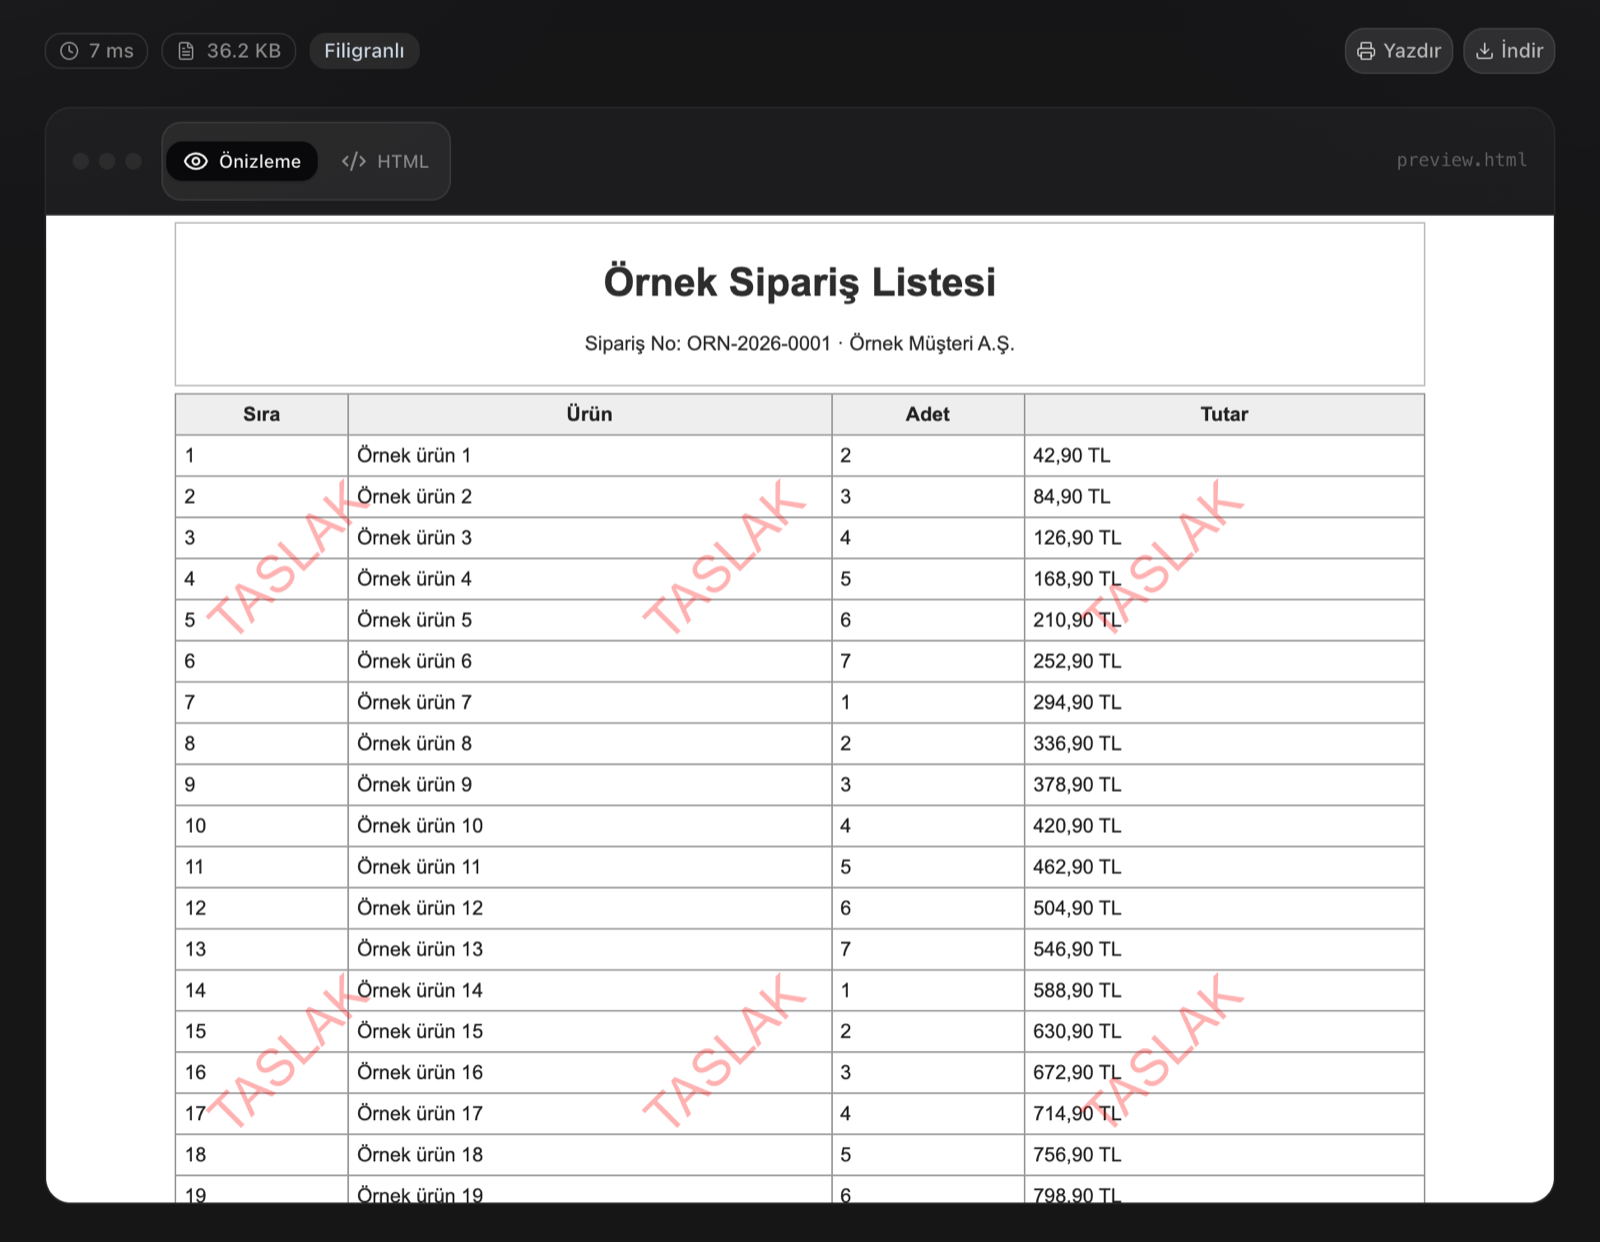 7 ms 36.2 KB Filigranlı Yazdır İndir
Önizleme </> HTML preview.html
Örnek Sipariş Listesi
Sipariş No: ORN-2026-0001 · Örnek Müşteri A.Ş.
Sıra Ürün Adet Tutar
1 Örnek ürün 1 2 42,90 TL
2 Örnek ürün 2 3 84,90 TL
3 Örnek ürün 3 4 126,90 TL
4 Örnek ürün 4 5 168,90 TL
5 Örnek ürün 5 6 210,90 TL
TASLAK TASLAK TASLAK
6 Örnek ürün 6 7 252,90 TL
7 Örnek ürün 7 1 294,90 TL
8 Örnek ürün 8 2 336,90 TL
9 Örnek ürün 9 3 378,90 TL
10 Örnek ürün 10 4 420,90 TL
11 Örnek ürün 11 5 462,90 TL
12 Örnek ürün 12 6 504,90 TL
13 Örnek ürün 13 7 546,90 TL
14 Örnek ürün 14 1 588,90 TL
15 Örnek ürün 15 2 630,90 TL
16 Örnek ürün 16 3 672,90 TL
17 Örnek ürün 17 4 714,90 TL
TASLAK TASLAK TASLAK
18 Örnek ürün 18 5 756,90 TL
19 Örnek ürün 19 6 798,90 TL